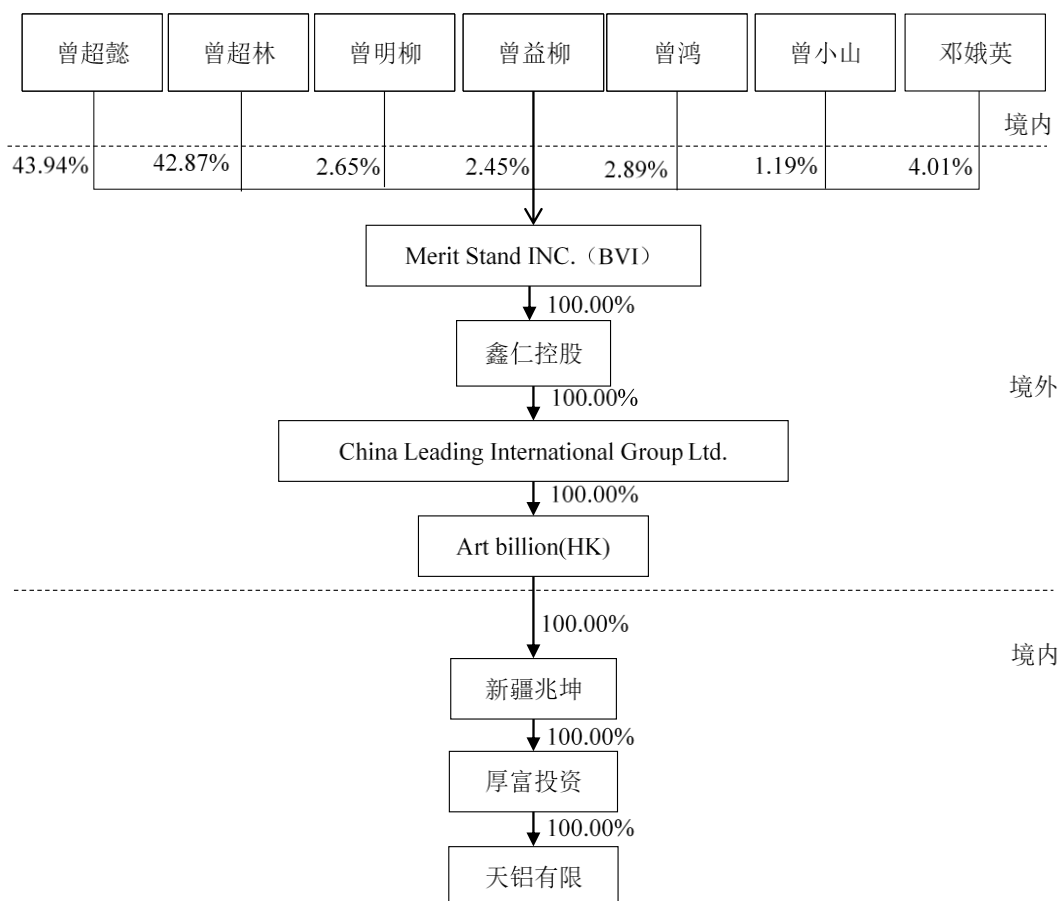 曾超懿 曾超林 曾明柳 曾益柳 曾鸿 曾小山 邓娥英
境内
43.94% 42.87% 2.65% 2.45% 2.89% 1.19% 4.01%
Merit Stand INC.（BVI）
100.00%
鑫仁控股
境外
100.00%
China Leading International Group Ltd.
100.00%
Art billion(HK)
100.00%
境内
新疆兆坤
100.00%
厚富投资
100.00%
天铝有限